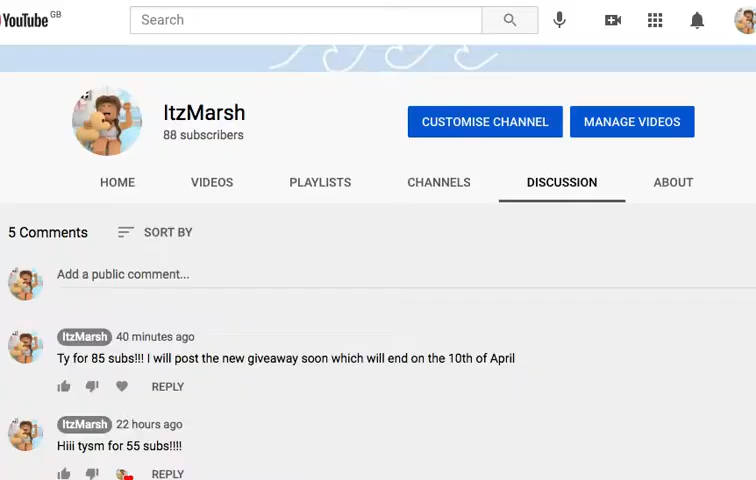 YouTube GB
Search
ItzMarsh
88 subscribers
CUSTOMISE CHANNEL
MANAGE VIDEOS
HOME
VIDEOS
PLAYLISTS
CHANNELS
DISCUSSION
ABOUT
5 Comments
SORT BY
Add a public comment...
ItzMarsh 40 minutes ago
Ty for 85 subs!!! I will post the new giveaway soon which will end on the 10th of April
REPLY
ItzMarsh 22 hours ago
Hiii tysm for 55 subs!!!!
REPLY